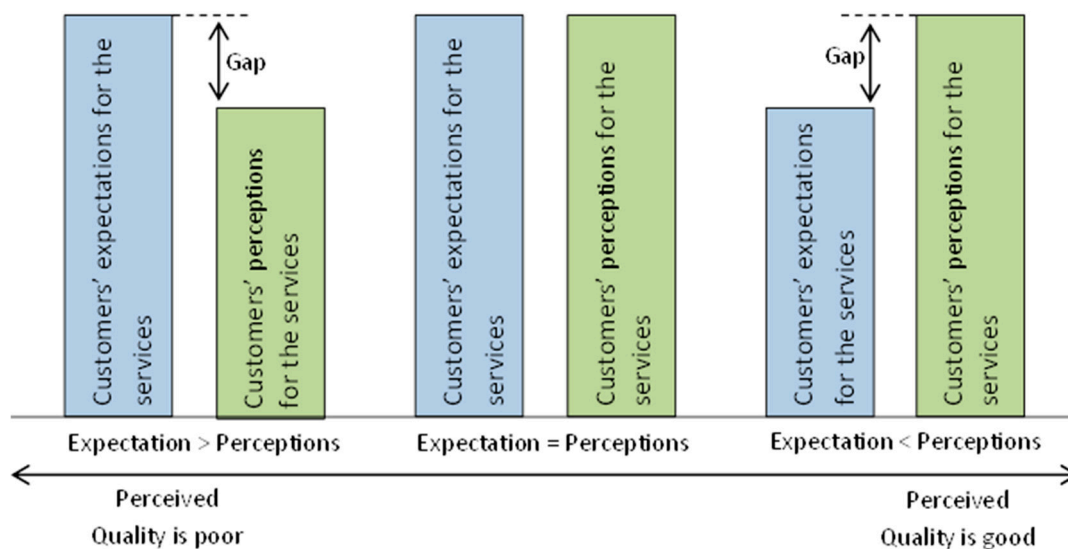 Customers’ expectations for the
services
Gap
Customers’ perceptions
for the services
Customers’ expectations for the
services
Customers’ perceptions for the
services
Customers’ expectations
for the services
Gap
Customers’ perceptions for the
services
Expectation > Perceptions
Expectation = Perceptions
Expectation < Perceptions
Perceived
Quality is poor
Perceived
Quality is good